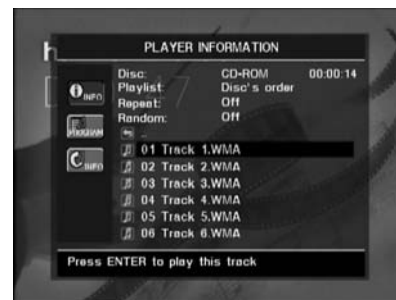 PLAYER INFORMATION
Disc: CD-ROM 00:00:14
Playlist: Disc's order
Repeat: Off
Random: Off
INFO
PROGRAM
INFO
..
01 Track 1.WMA
02 Track 2.WMA
03 Track 3.WMA
04 Track 4.WMA
05 Track 5.WMA
06 Track 6.WMA
Press ENTER to play this track